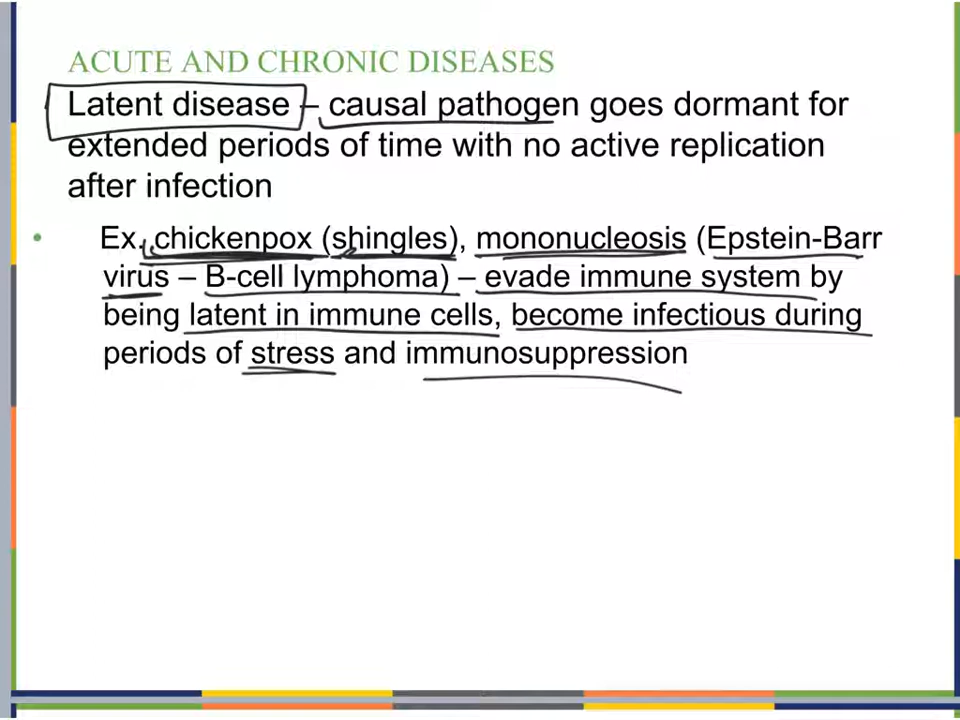 ACUTE AND CHRONIC DISEASES
Latent disease – causal pathogen goes dormant for
extended periods of time with no active replication
after infection
• Ex. chickenpox (shingles), mononucleosis (Epstein-Barr
virus – B-cell lymphoma) – evade immune system by
being latent in immune cells, become infectious during
periods of stress and immunosuppression